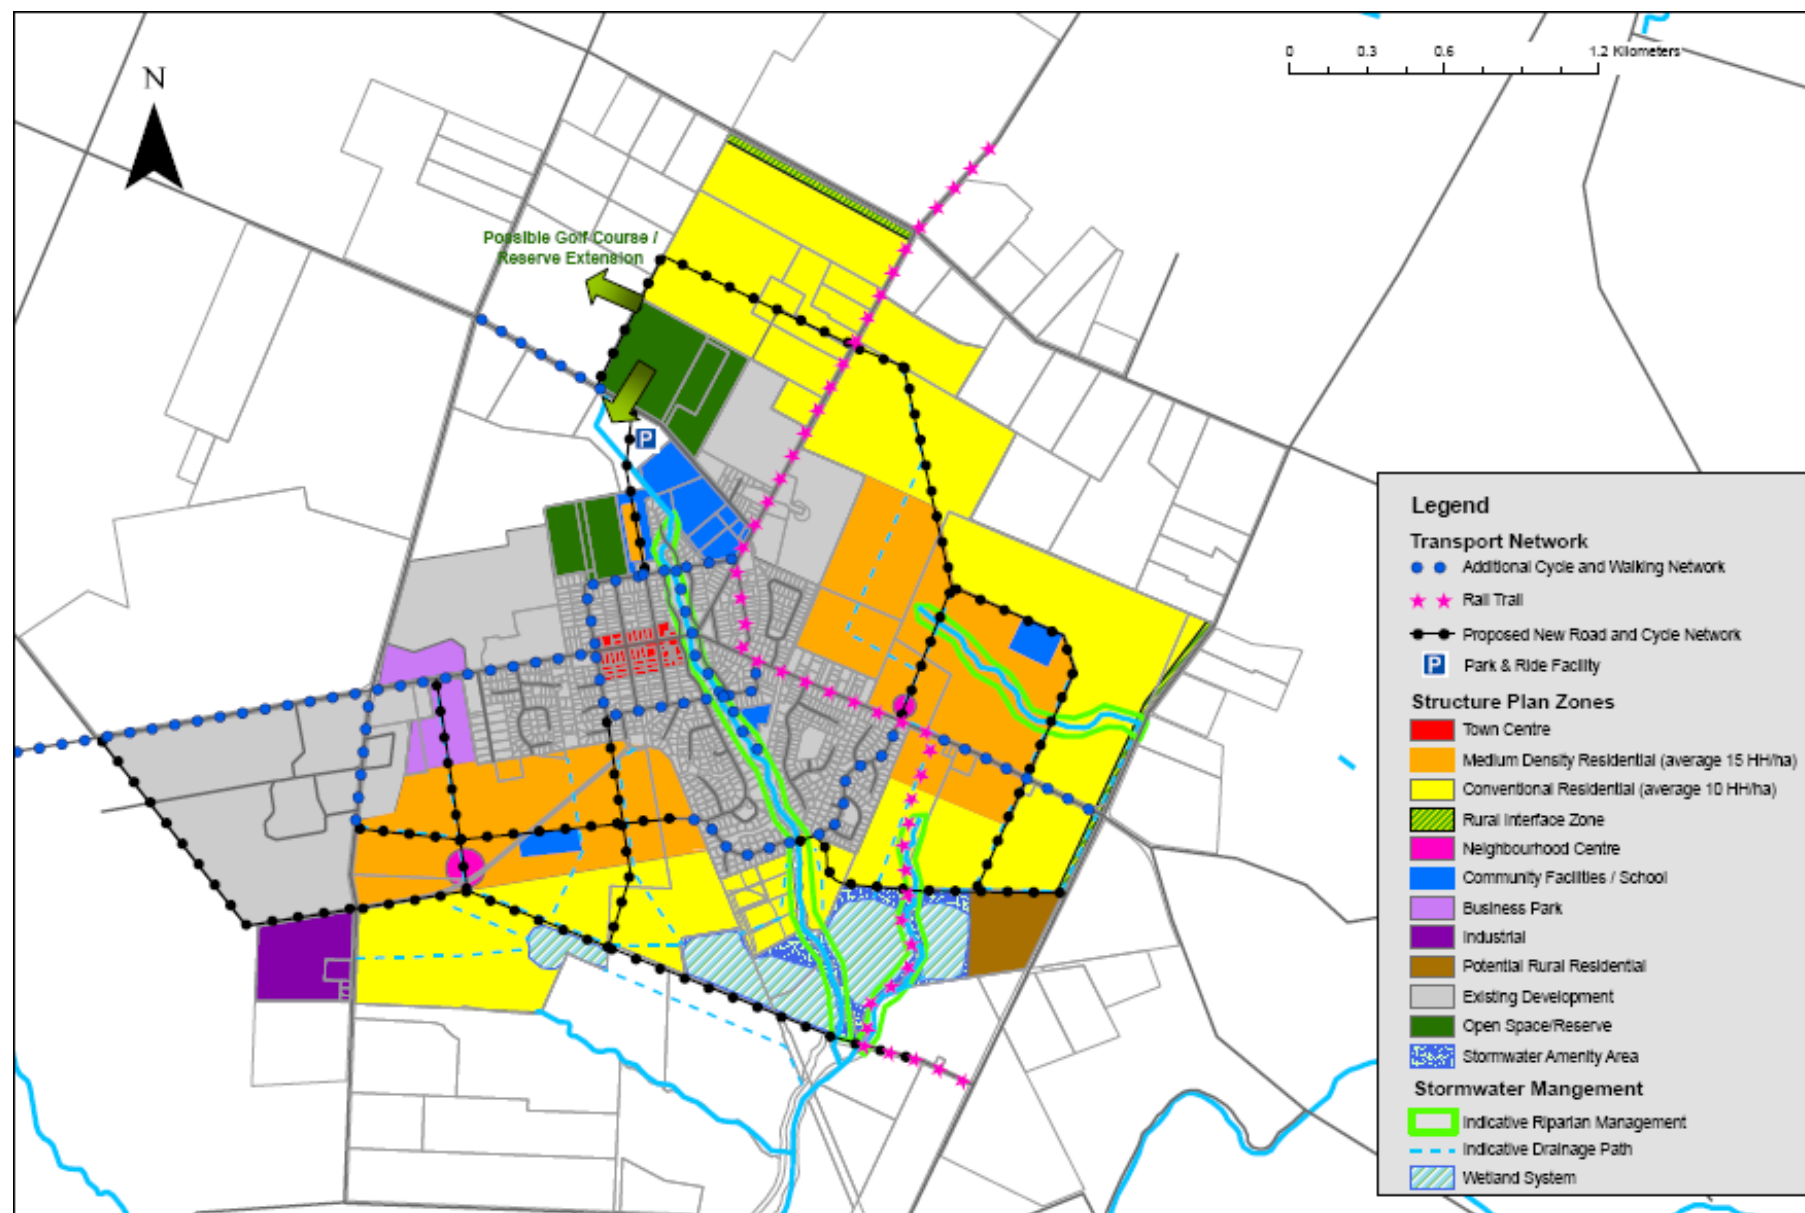 N
0 0.3 0.6 1.2 Kilometers
Possible Golf Course /
Reserve Extension
P
Legend
Transport Network
Additional Cycle and Walking Network
Rail Trail
Proposed New Road and Cycle Network
P Park & Ride Facility
Structure Plan Zones
Town Centre
Medium Density Residential (average 15 HH/ha)
Conventional Residential (average 10 HH/ha)
Rural Interface Zone
Neighbourhood Centre
Community Facilities / School
Business Park
Industrial
Potential Rural Residential
Existing Development
Open Space/Reserve
Stormwater Amenity Area
Stormwater Mangement
Indicative Riparian Management
Indicative Drainage Path
Wetland System